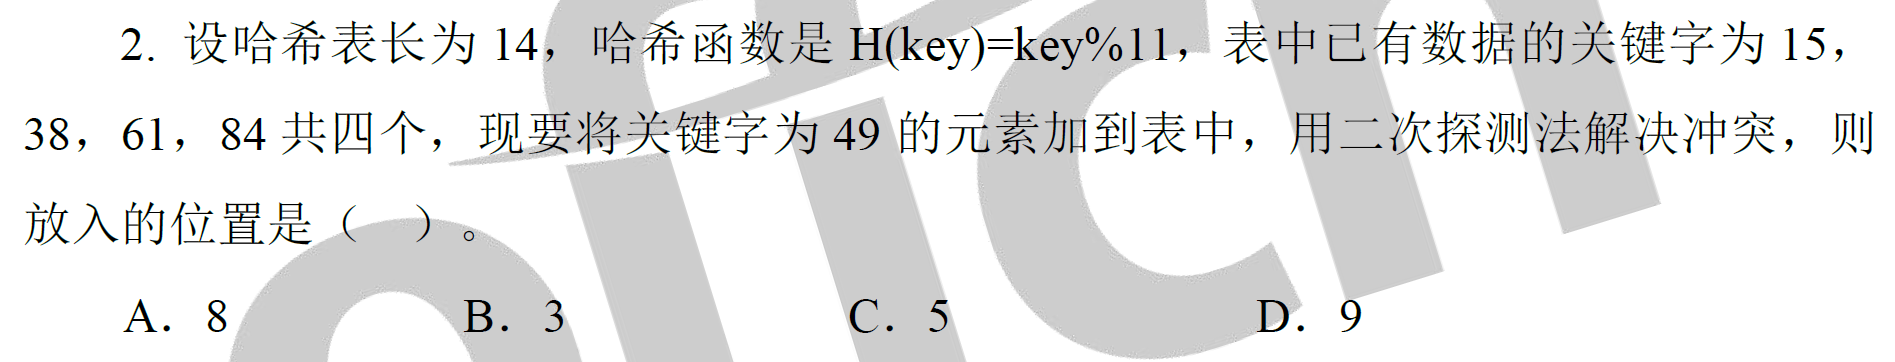 2. 设哈希表长为 14，哈希函数是 H(key)=key%11，表中已有数据的关键字为 15，
38，61，84 共四个，现要将关键字为 49 的元素加到表中，用二次探测法解决冲突，则
放入的位置是（　）。
A．8　B．3　C．5　D．9